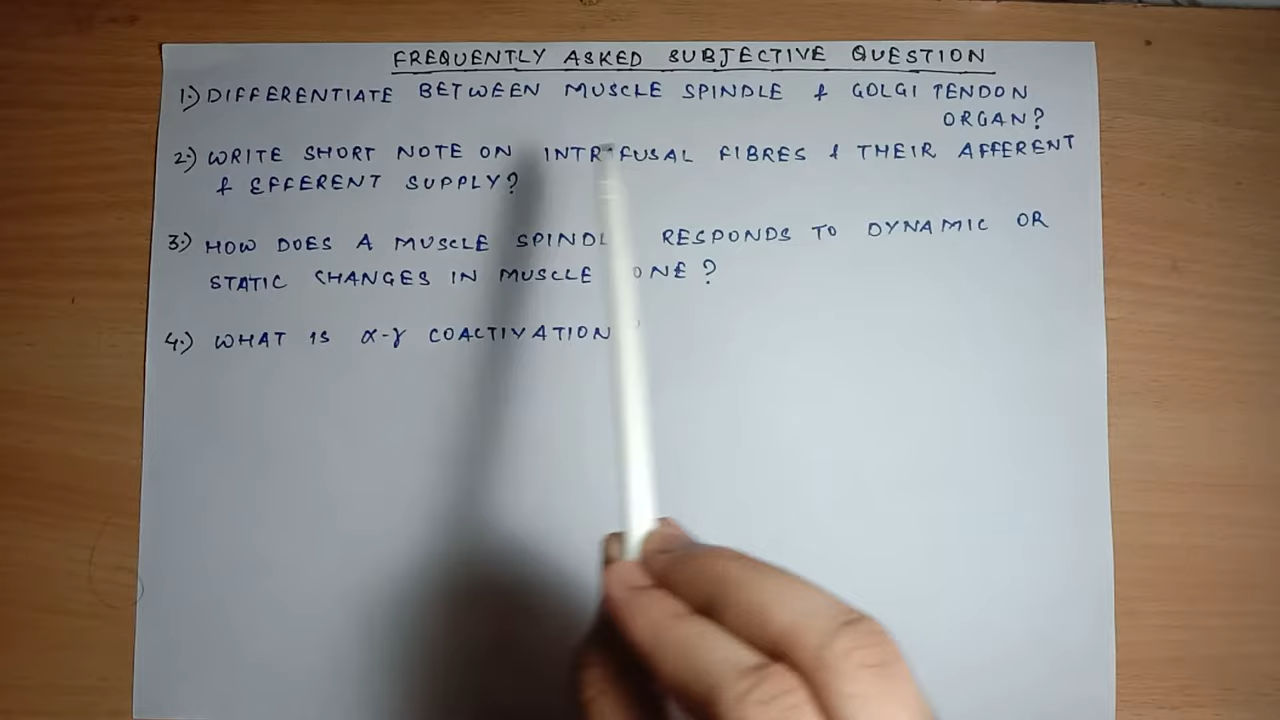 FREQUENTLY ASKED SUBJECTIVE QUESTION
1.) DIFFERENTIATE BETWEEN MUSCLE SPINDLE & GOLGI TENDON
ORGAN?
2.) WRITE SHORT NOTE ON FIBRES & THEIR AFFERENT
& EFFERENT SUPPLY?
3.) HOW DOES A MUSCLE RESPONDS TO DYNAMIC OR
STATIC CHANGES IN MUSCLE ?
4.) WHAT IS α-γ COACTIVATION